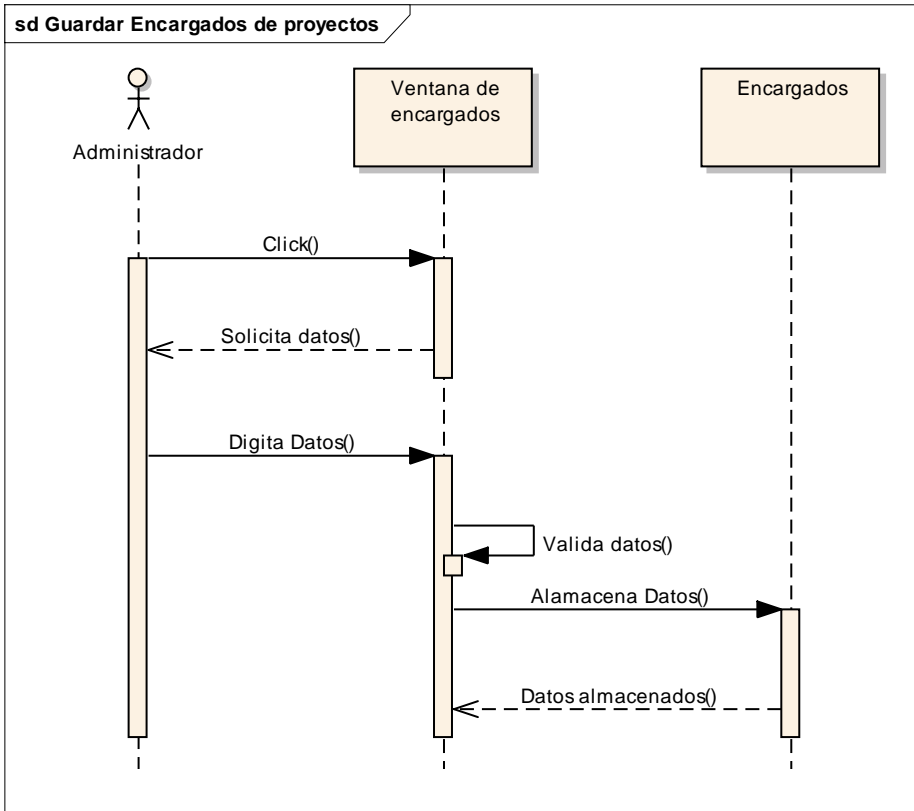 sd Guardar Encargados de proyectos
Ventana de
encargados
Encargados
Administrador
Click()
Solicita datos()
Digita Datos()
Valida datos()
Alamacena Datos()
Datos almacenados()